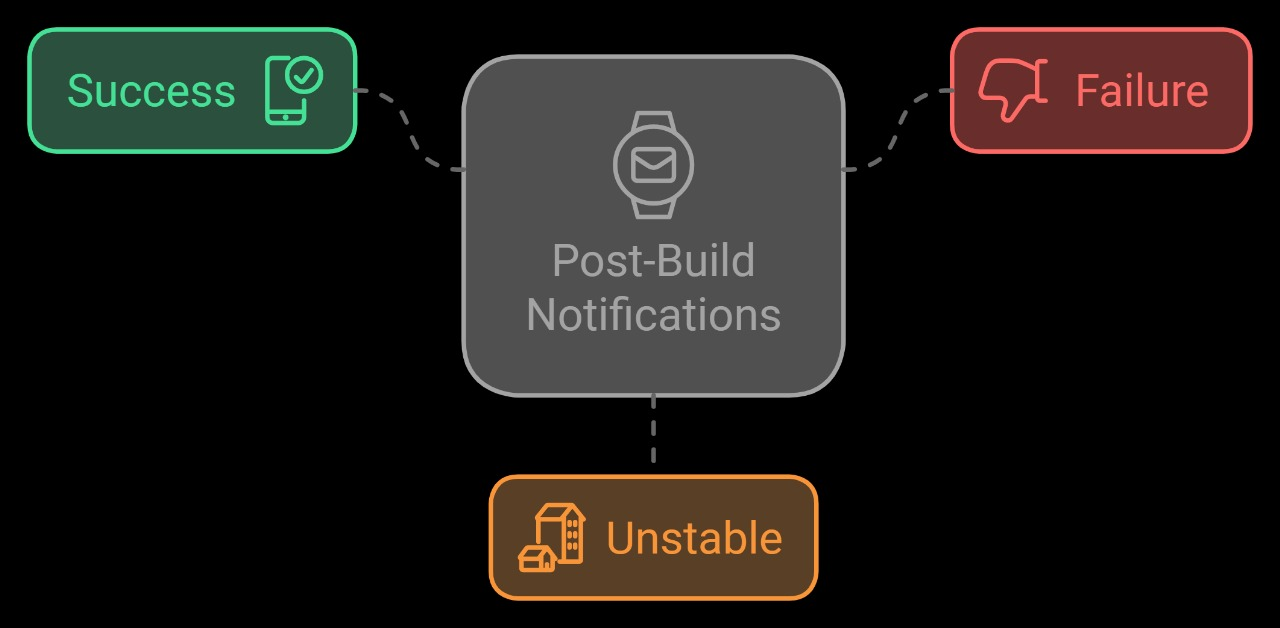 Success
Failure
Post-Build
Notifications
Unstable